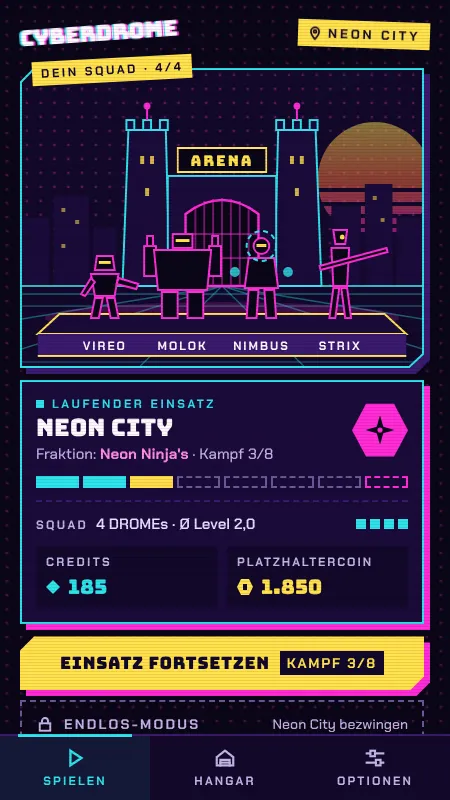 CYBERDROME
NEON CITY
DEIN SQUAD · 4/4
ARENA
VIREO MOLOK NIMBUS STRIX
LAUFENDER EINSATZ
NEON CITY
Fraktion: Neon Ninja's · Kampf 3/8
SQUAD 4 DROMEs · Ø Level 2,0
CREDITS
185
PLATZHALTERCOIN
1.850
EINSATZ FORTSETZEN KAMPF 3/8
ENDLOS-MODUS Neon City bezwingen
SPIELEN HANGAR OPTIONEN